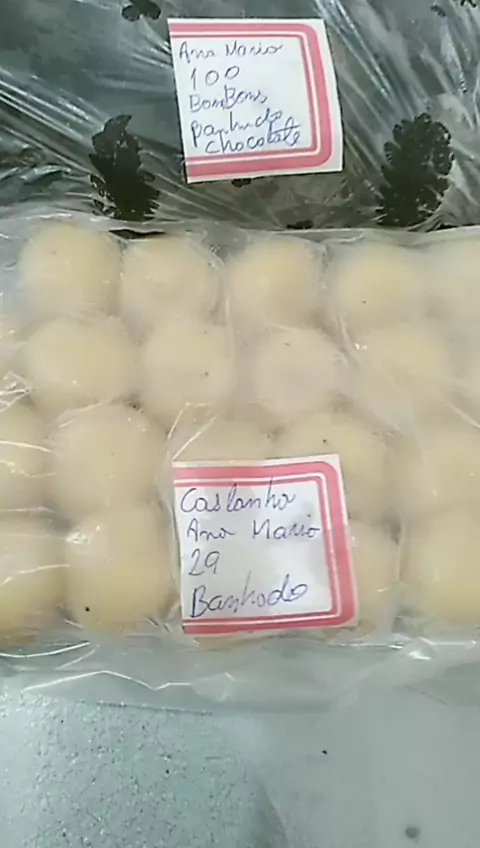 Ana Maria
100
BomBons
Banhado
Chocolate
Castanha
Ana Maria
29
Banhado